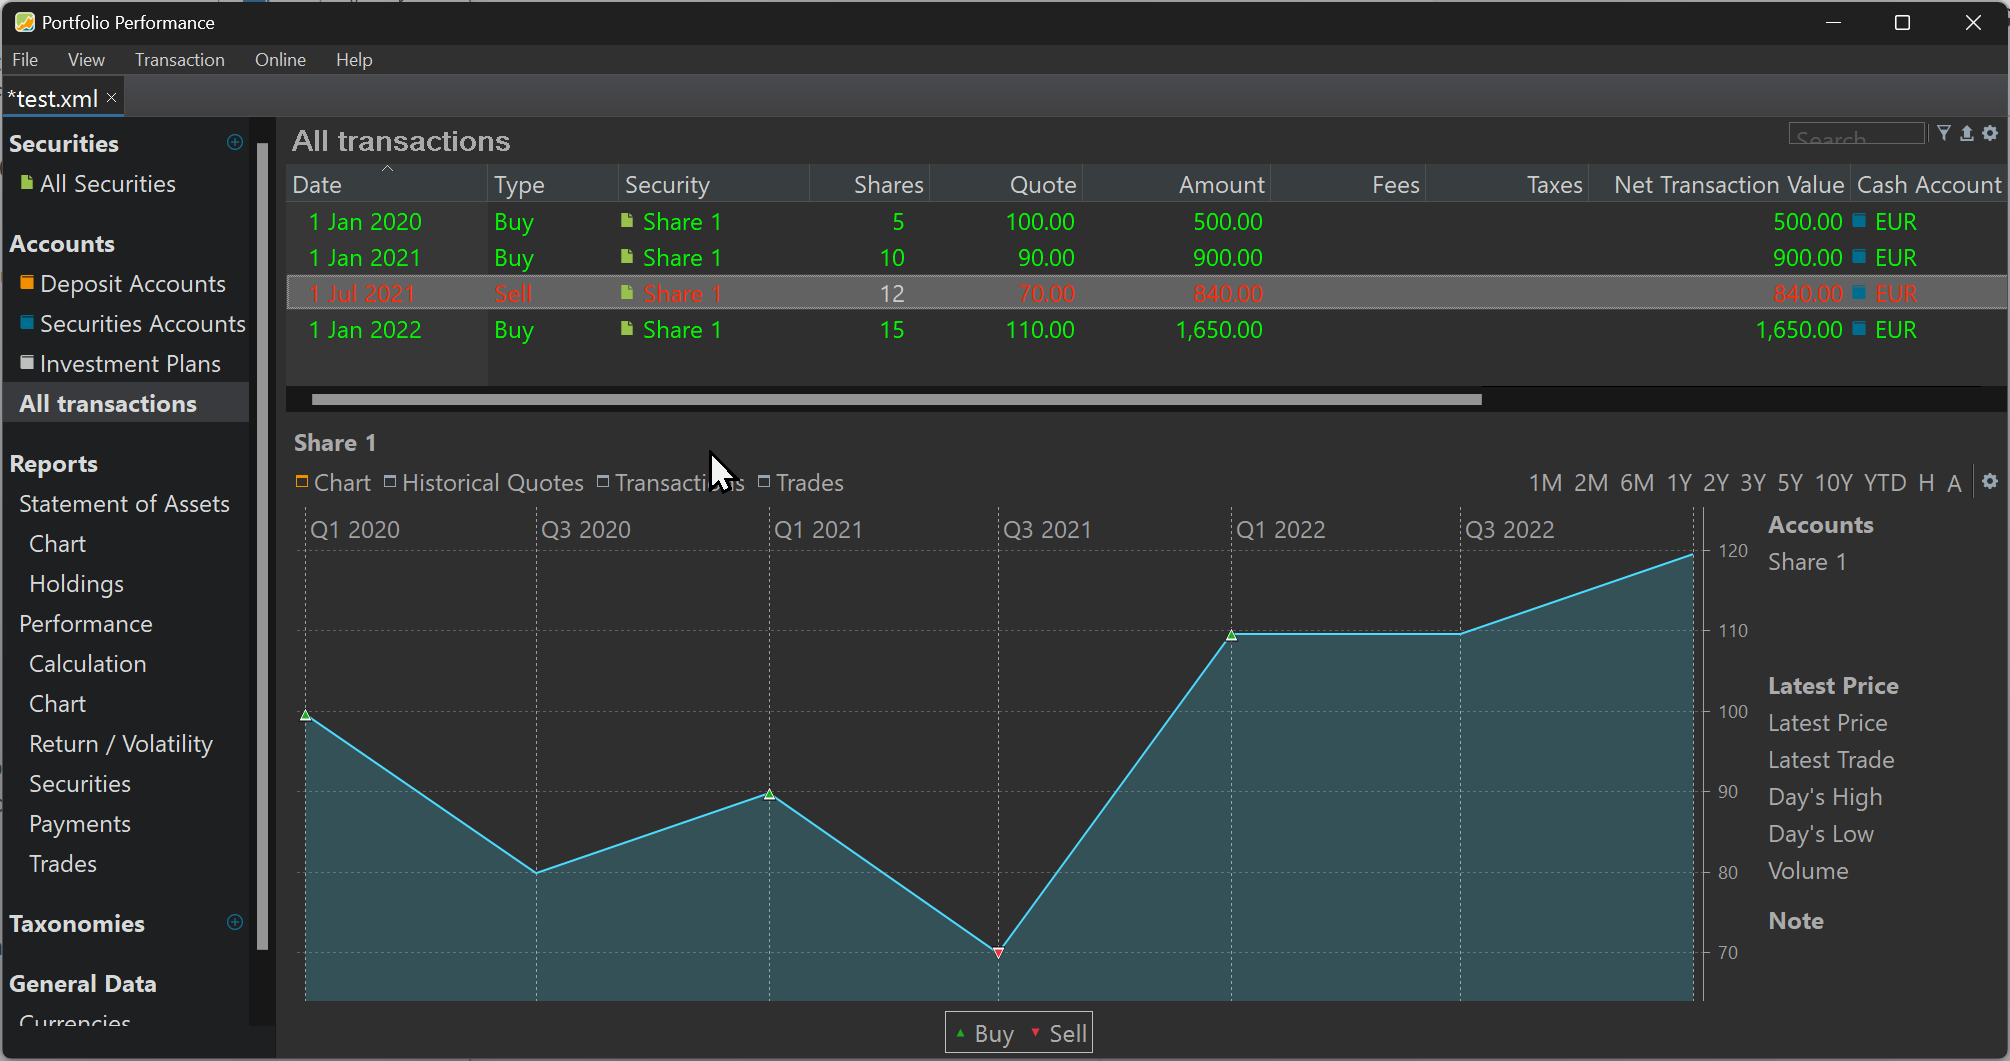 Portfolio Performance
File View Transaction Online Help
*test.xml
Securities
All Securities
Accounts
Deposit Accounts
Securities Accounts
Investment Plans
All transactions
Reports
Statement of Assets
Chart
Holdings
Performance
Calculation
Chart
Return / Volatility
Securities
Payments
Trades
Taxonomies
General Data
Currencies
All transactions
Search
Date Type Security Shares Quote Amount Fees Taxes Net Transaction Value Cash Account
1 Jan 2020 Buy Share 1 5 100.00 500.00 500.00 EUR
1 Jan 2021 Buy Share 1 10 90.00 900.00 900.00 EUR
1 Jul 2021 Sell Share 1 12 70.00 840.00 840.00 EUR
1 Jan 2022 Buy Share 1 15 110.00 1,650.00 1,650.00 EUR
Share 1
Chart Historical Quotes Transactions Trades 1M 2M 6M 1Y 2Y 3Y 5Y 10Y YTD H A
Q1 2020 Q3 2020 Q1 2021 Q3 2021 Q1 2022 Q3 2022
120
110
100
90
80
70
Accounts
Share 1
Latest Price
Latest Price
Latest Trade
Day's High
Day's Low
Volume
Note
Buy Sell